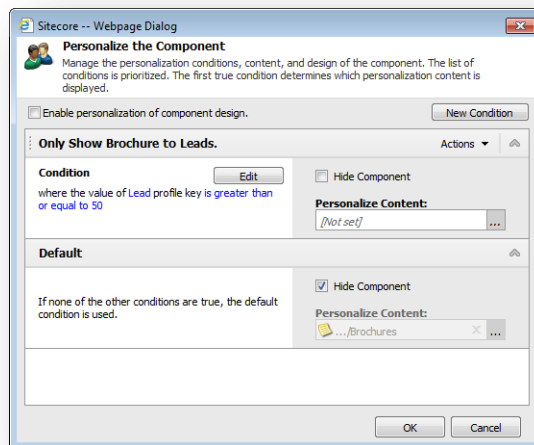 Sitecore -- Webpage Dialog
Personalize the Component
Manage the personalization conditions, content, and design of the component. The list of
conditions is prioritized. The first true condition determines which personalization content is
displayed.
Enable personalization of component design.
New Condition
Only Show Brochure to Leads.
Actions
Condition
Edit
where the value of Lead profile key is greater than
or equal to 50
Hide Component
Personalize Content:
[Not set]
...
Default
If none of the other conditions are true, the default
condition is used.
Hide Component
Personalize Content:
.../Brochures
...
OK
Cancel